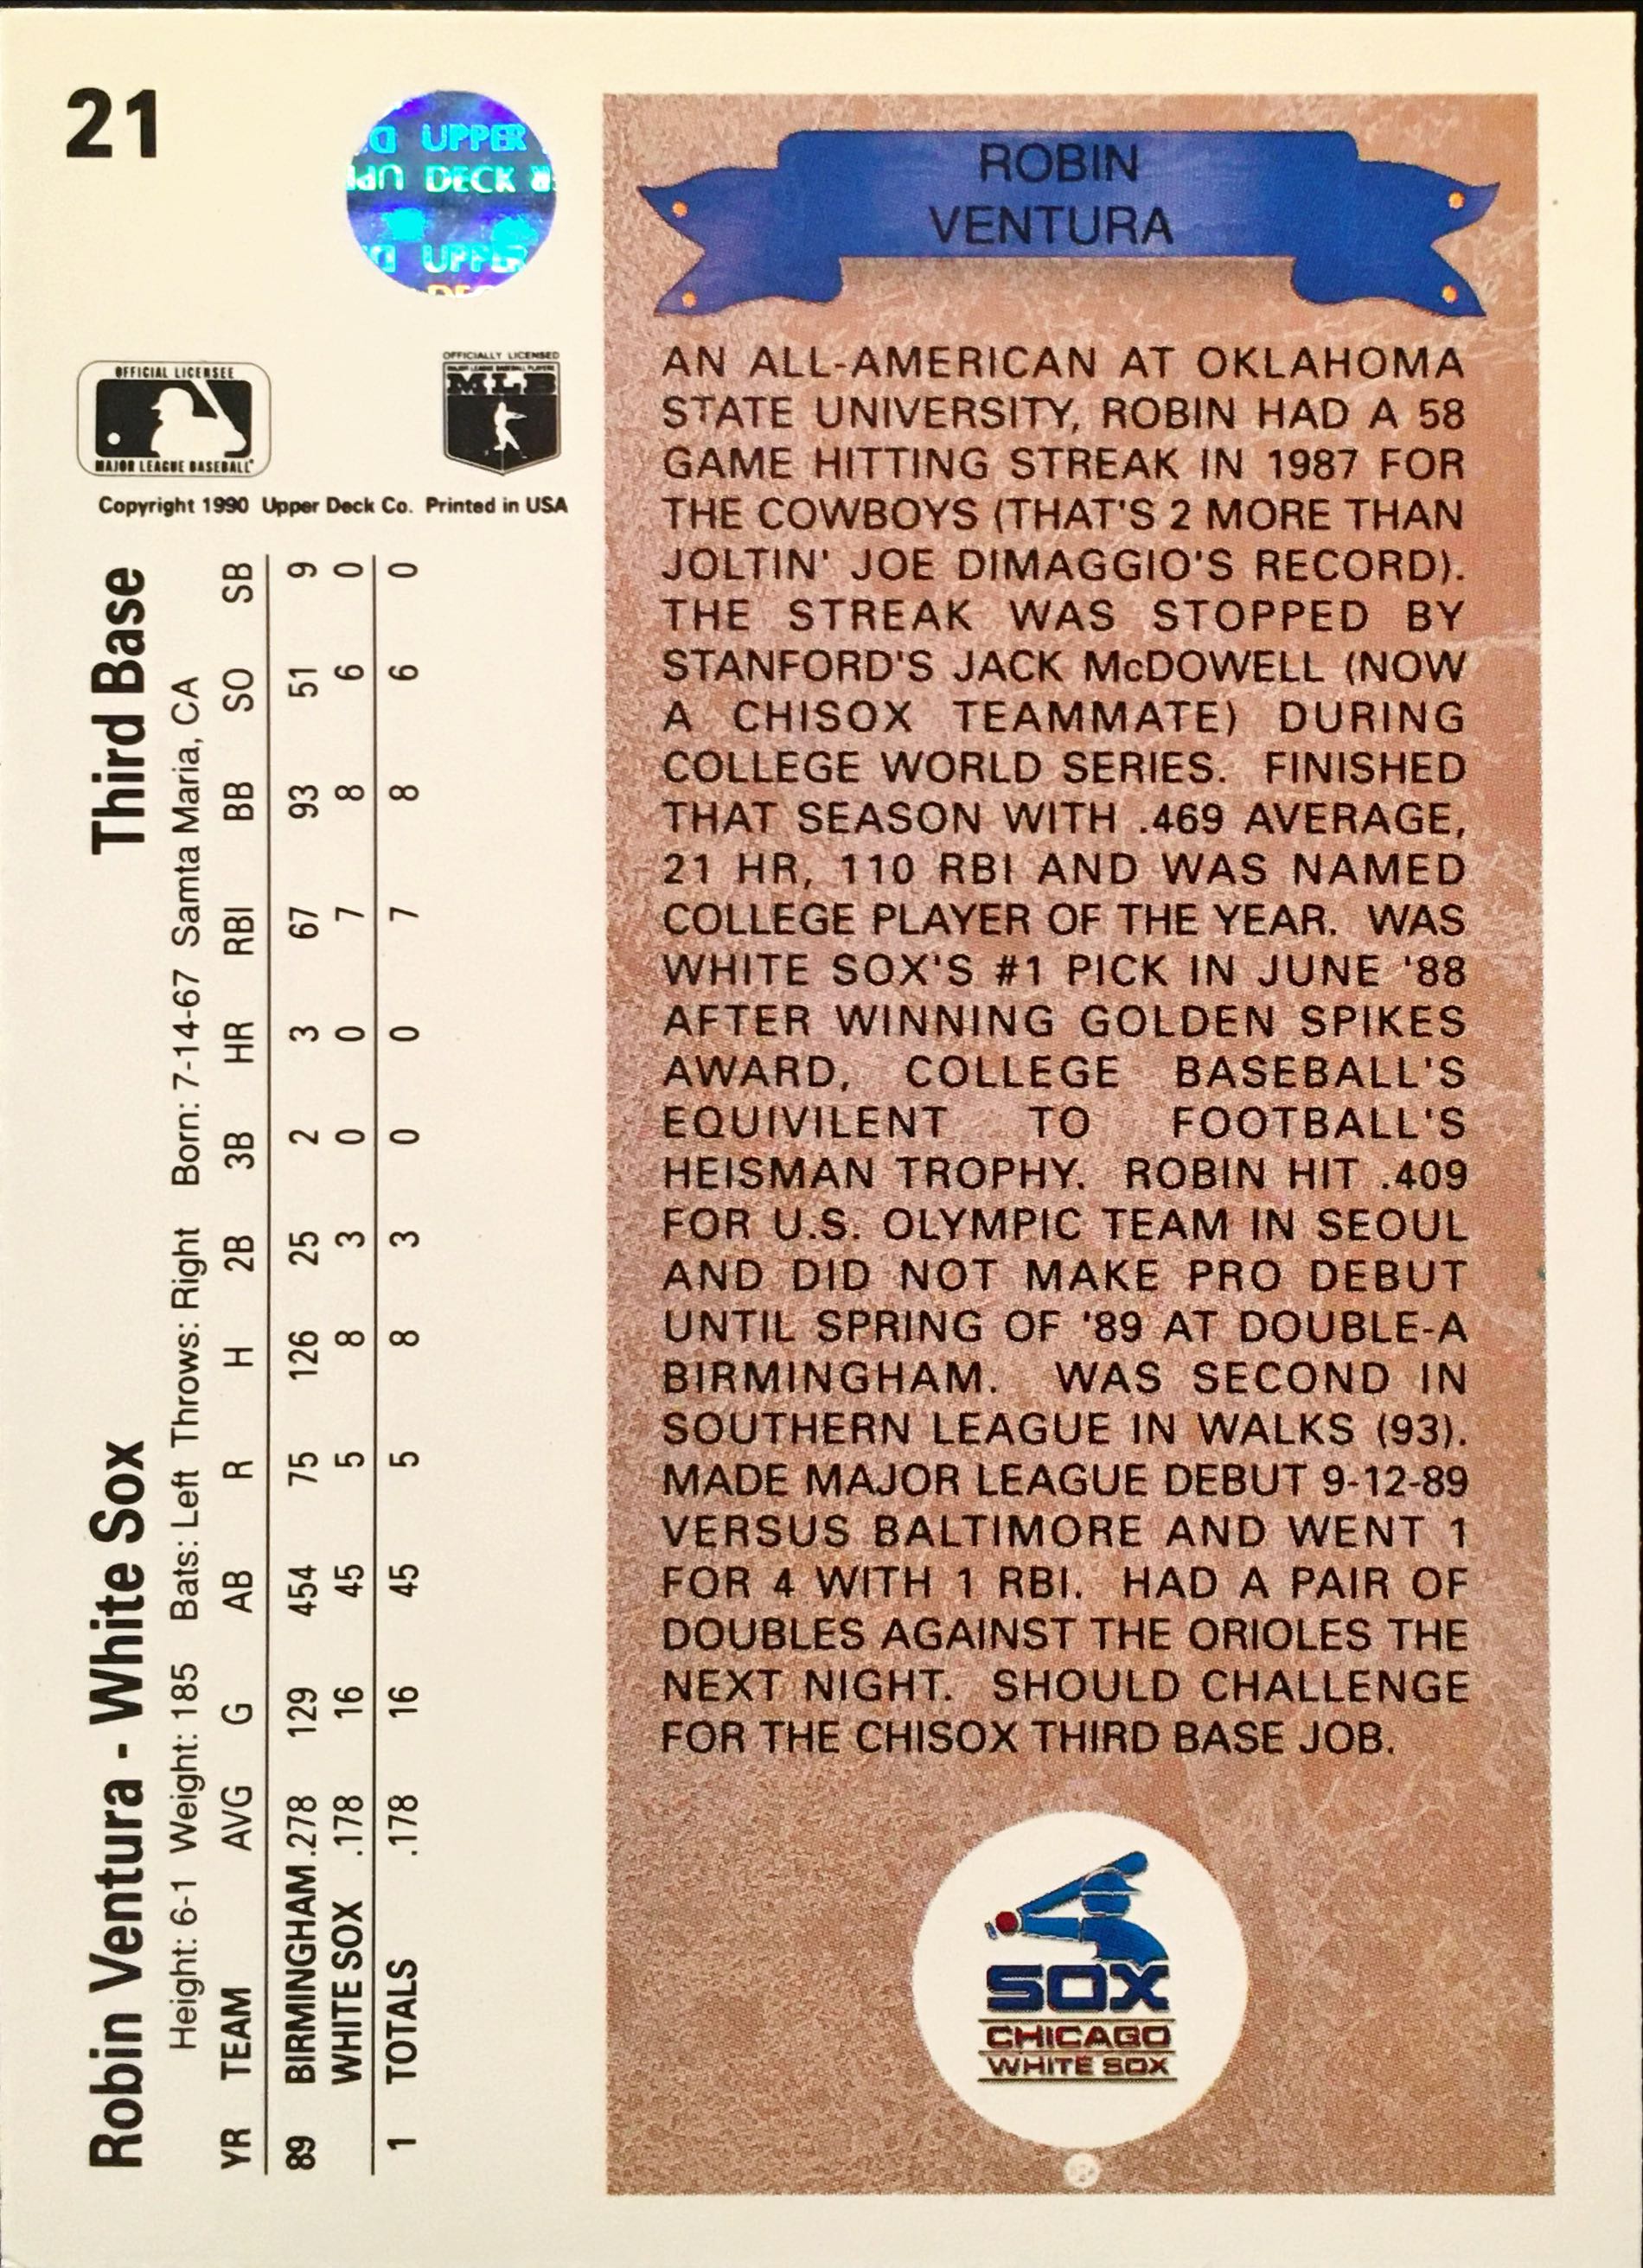 21
UPPER D
UPP DECK
UPPER D
DEC
OFFICIAL LICENSEE
MAJOR LEAGUE BASEBALL
OFFICIALLY LICENSED
MAJOR LEAGUE BASEBALL PLAYERS
MLB
Copyright 1990 Upper Deck Co. Printed in USA
Robin Ventura - White Sox Third Base
Height: 6-1 Weight: 185 Bats: Left Throws: Right Born: 7-14-67 Samta Maria, CA
YR TEAM AVG G AB R H 2B 3B HR RBI BB SO SB
89 BIRMINGHAM .278 129 454 75 126 25 2 3 67 93 51 9
WHITE SOX .178 16 45 5 8 3 0 0 7 8 6 0
1 TOTALS .178 16 45 5 8 3 0 0 7 8 6 0
ROBIN
VENTURA
AN ALL-AMERICAN AT OKLAHOMA
STATE UNIVERSITY, ROBIN HAD A 58
GAME HITTING STREAK IN 1987 FOR
THE COWBOYS (THAT'S 2 MORE THAN
JOLTIN' JOE DIMAGGIO'S RECORD).
THE STREAK WAS STOPPED BY
STANFORD'S JACK McDOWELL (NOW
A CHISOX TEAMMATE) DURING
COLLEGE WORLD SERIES. FINISHED
THAT SEASON WITH .469 AVERAGE,
21 HR, 110 RBI AND WAS NAMED
COLLEGE PLAYER OF THE YEAR. WAS
WHITE SOX'S #1 PICK IN JUNE '88
AFTER WINNING GOLDEN SPIKES
AWARD, COLLEGE BASEBALL'S
EQUIVILENT TO FOOTBALL'S
HEISMAN TROPHY. ROBIN HIT .409
FOR U.S. OLYMPIC TEAM IN SEOUL
AND DID NOT MAKE PRO DEBUT
UNTIL SPRING OF '89 AT DOUBLE-A
BIRMINGHAM. WAS SECOND IN
SOUTHERN LEAGUE IN WALKS (93).
MADE MAJOR LEAGUE DEBUT 9-12-89
VERSUS BALTIMORE AND WENT 1
FOR 4 WITH 1 RBI. HAD A PAIR OF
DOUBLES AGAINST THE ORIOLES THE
NEXT NIGHT. SHOULD CHALLENGE
FOR THE CHISOX THIRD BASE JOB.
SOX
CHICAGO
WHITE SOX